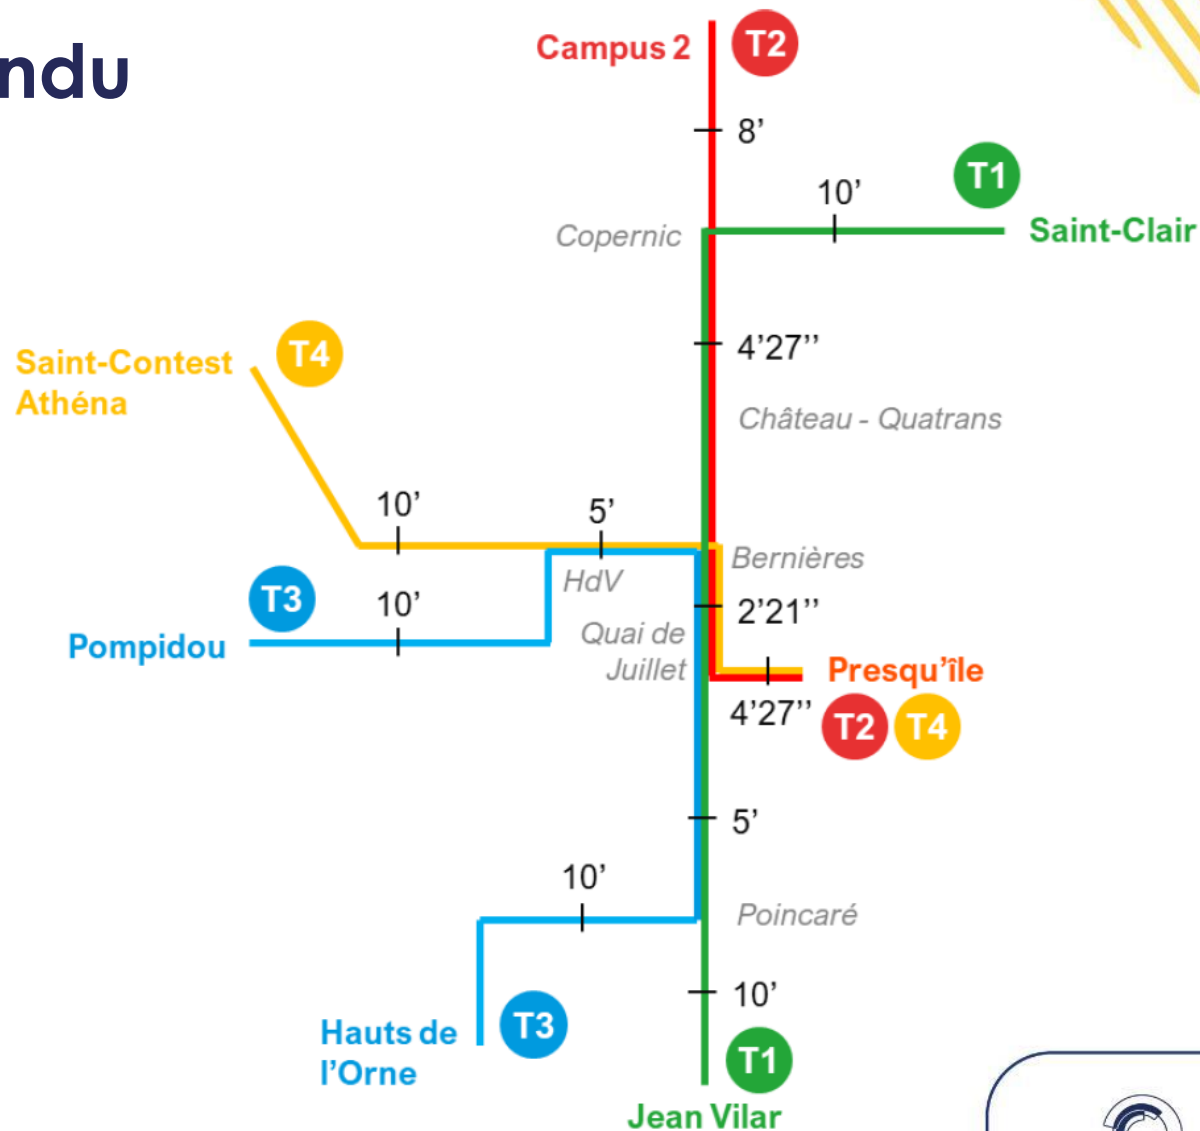 ndu
Campus 2
T2
8’
10’
T1
Copernic
Saint-Clair
4’27’’
Saint-Contest
Athéna
T4
Château - Quatrans
10’
5’
Bernières
HdV
T3
10’
2’21’’
Pompidou
Quai de
Juillet
Presqu’île
4’27’’
T2
T4
5’
10’
Poincaré
10’
Hauts de
l’Orne
T3
T1
Jean Vilar